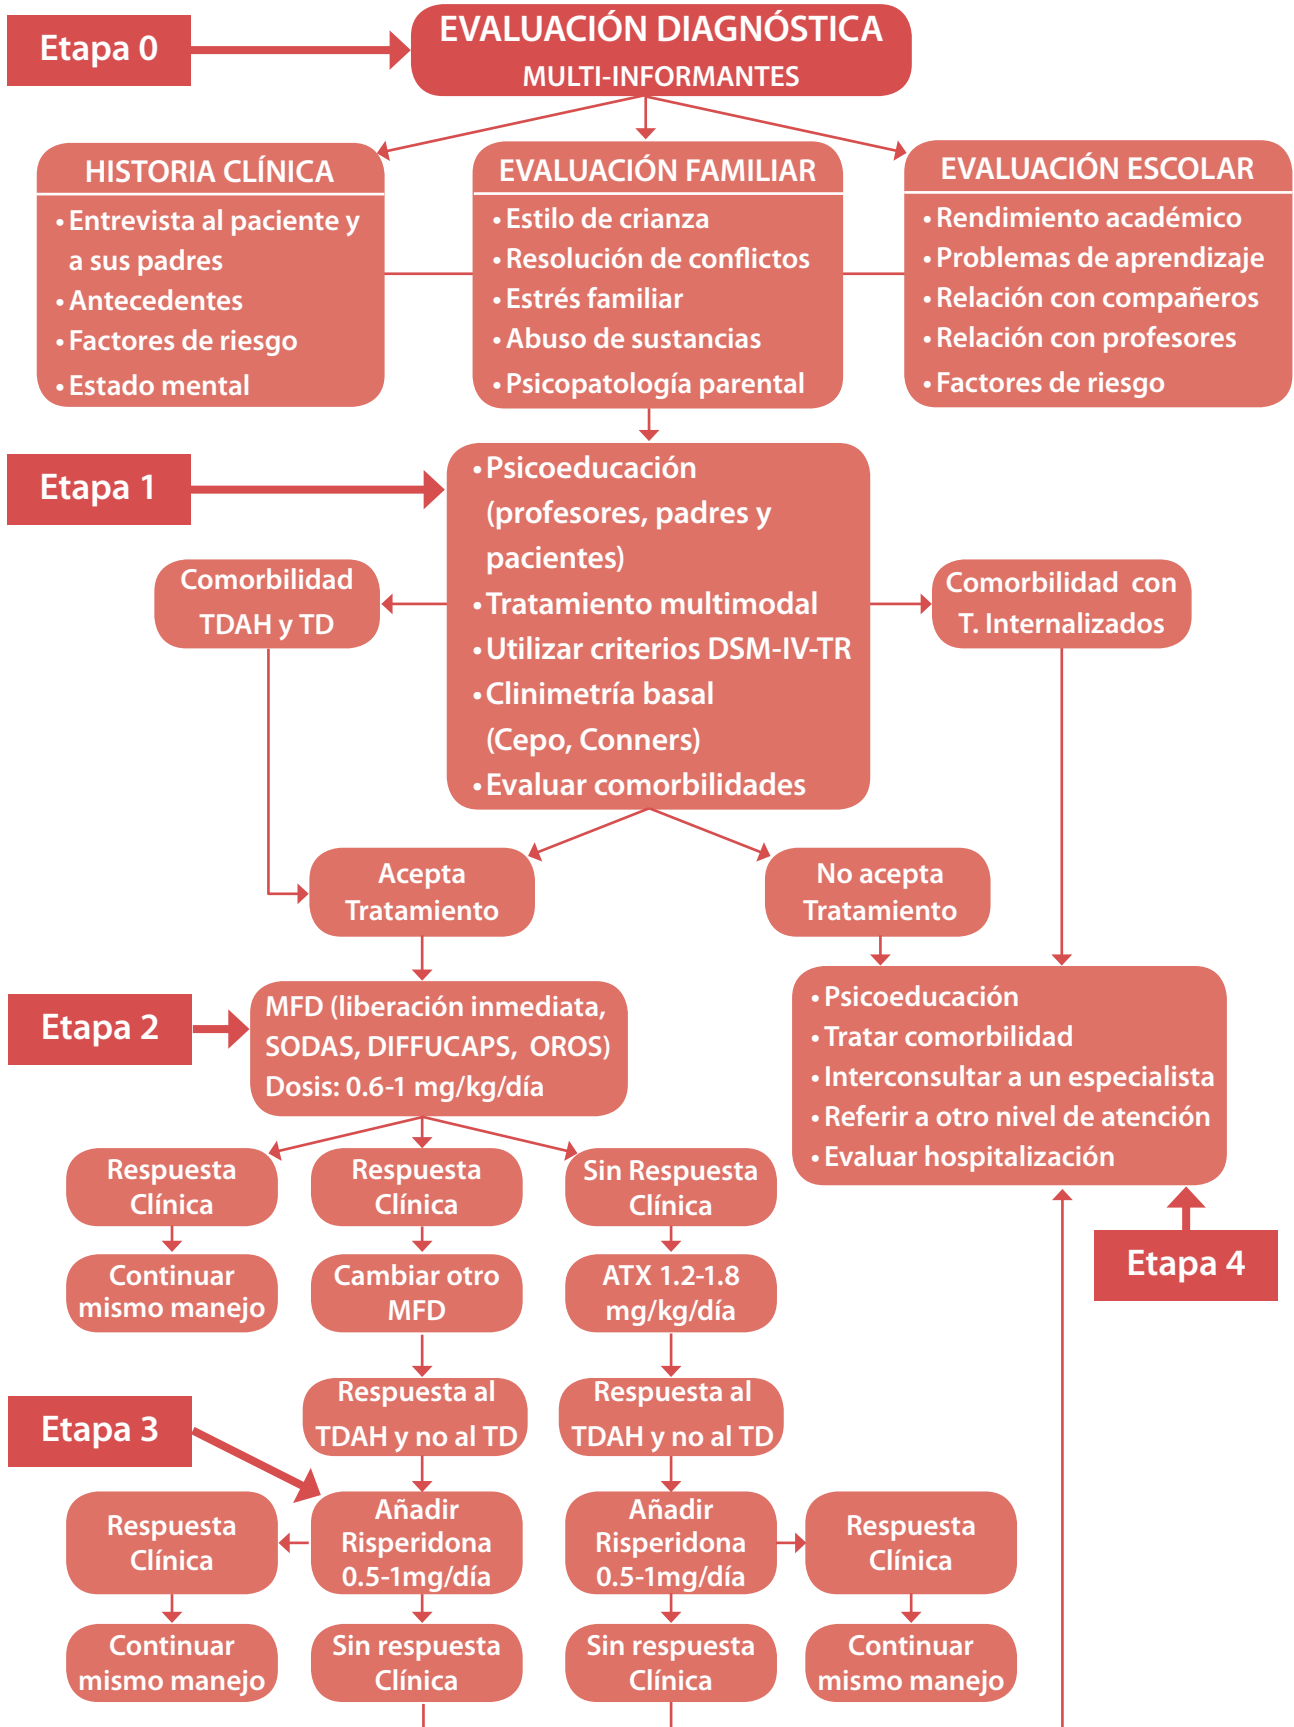 Etapa 0
EVALUACIÓN DIAGNÓSTICA
MULTI-INFORMANTES
HISTORIA CLÍNICA
• Entrevista al paciente y
a sus padres
• Antecedentes
• Factores de riesgo
• Estado mental
EVALUACIÓN FAMILIAR
• Estilo de crianza
• Resolución de conflictos
• Estrés familiar
• Abuso de sustancias
• Psicopatología parental
EVALUACIÓN ESCOLAR
• Rendimiento académico
• Problemas de aprendizaje
• Relación con compañeros
• Relación con profesores
• Factores de riesgo
Etapa 1
• Psicoeducación
(profesores, padres y
pacientes)
• Tratamiento multimodal
• Utilizar criterios DSM-IV-TR
• Clinimetría basal
(Cepo, Conners)
• Evaluar comorbilidades
Comorbilidad
TDAH y TD
Comorbilidad con
T. Internalizados
Acepta
Tratamiento
No acepta
Tratamiento
Etapa 2
MFD (liberación inmediata,
SODAS, DIFFUCAPS, OROS)
Dosis: 0.6-1 mg/kg/día
• Psicoeducación
• Tratar comorbilidad
• Interconsultar a un especialista
• Referir a otro nivel de atención
• Evaluar hospitalización
Etapa 4
Respuesta
Clínica
Respuesta
Clínica
Sin Respuesta
Clínica
Continuar
mismo manejo
Cambiar otro
MFD
ATX 1.2-1.8
mg/kg/día
Respuesta al
TDAH y no al TD
Respuesta al
TDAH y no al TD
Etapa 3
Respuesta
Clínica
Añadir
Risperidona
0.5-1mg/día
Añadir
Risperidona
0.5-1mg/día
Respuesta
Clínica
Continuar
mismo manejo
Sin respuesta
Clínica
Sin respuesta
Clínica
Continuar
mismo manejo